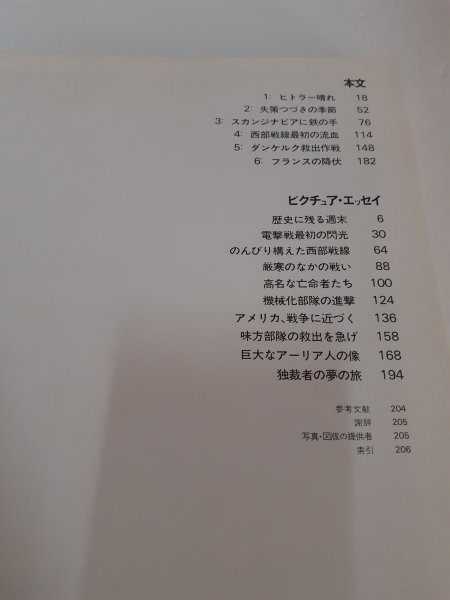 本文
1: ヒトラー晴れ 18
2: 失策つづきの季節 52
3: スカンジナビアに鉄の手 76
4: 西部戦線最初の流血 114
5: ダンケルク救出作戦 148
6: フランスの降伏 182
ピクチュア・エッセイ
歴史に残る週末 6
電撃戦最初の閃光 30
のんびり構えた西部戦線 64
厳寒のなかの戦い 88
高名な亡命者たち 100
機械化部隊の進撃 124
アメリカ、戦争に近づく 136
味方部隊の救出を急げ 158
巨大なアーリア人の像 168
独裁者の夢の旅 194
参考文献 204
謝辞 205
写真・図版の提供者 205
索引 206